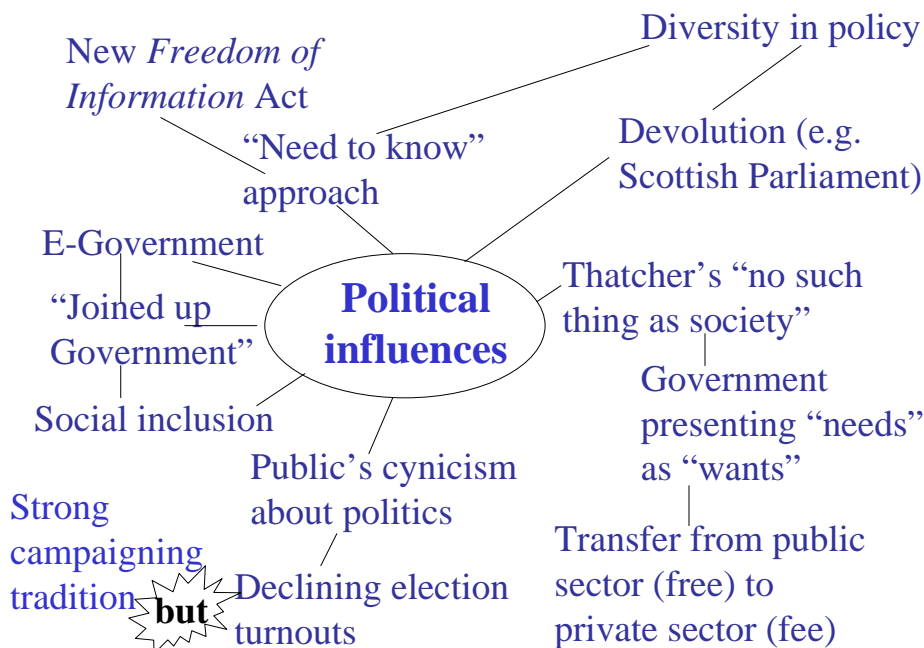 New Freedom of
Information Act
Diversity in policy
“Need to know”
approach
Devolution (e.g.
Scottish Parliament)
E-Government
“Joined up
Government”
Social inclusion
Political
influences
Thatcher’s “no such
thing as society”
Government
presenting “needs”
as “wants”
Public’s cynicism
about politics
Strong
campaigning
tradition
but
Declining election
turnouts
Transfer from public
sector (free) to
private sector (fee)